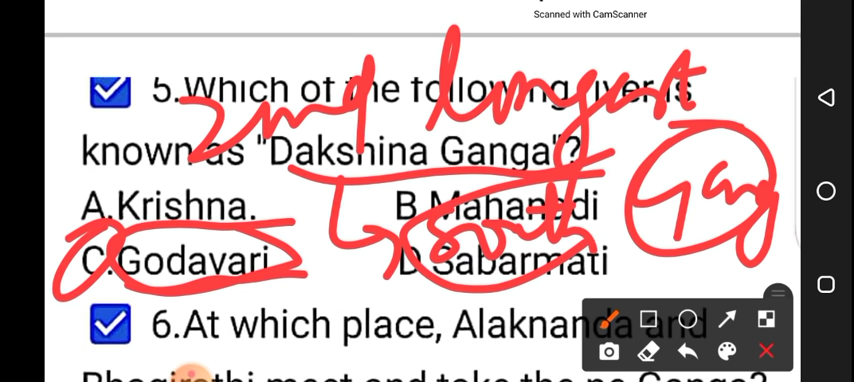 Scanned with CamScanner
5.Which of the following river is
2nd longest
known as "Dakshina Ganga"?
A.Krishna. B Mahanadi
south
C.Godavari D Sabarmati
6.At which place, Alaknanda and